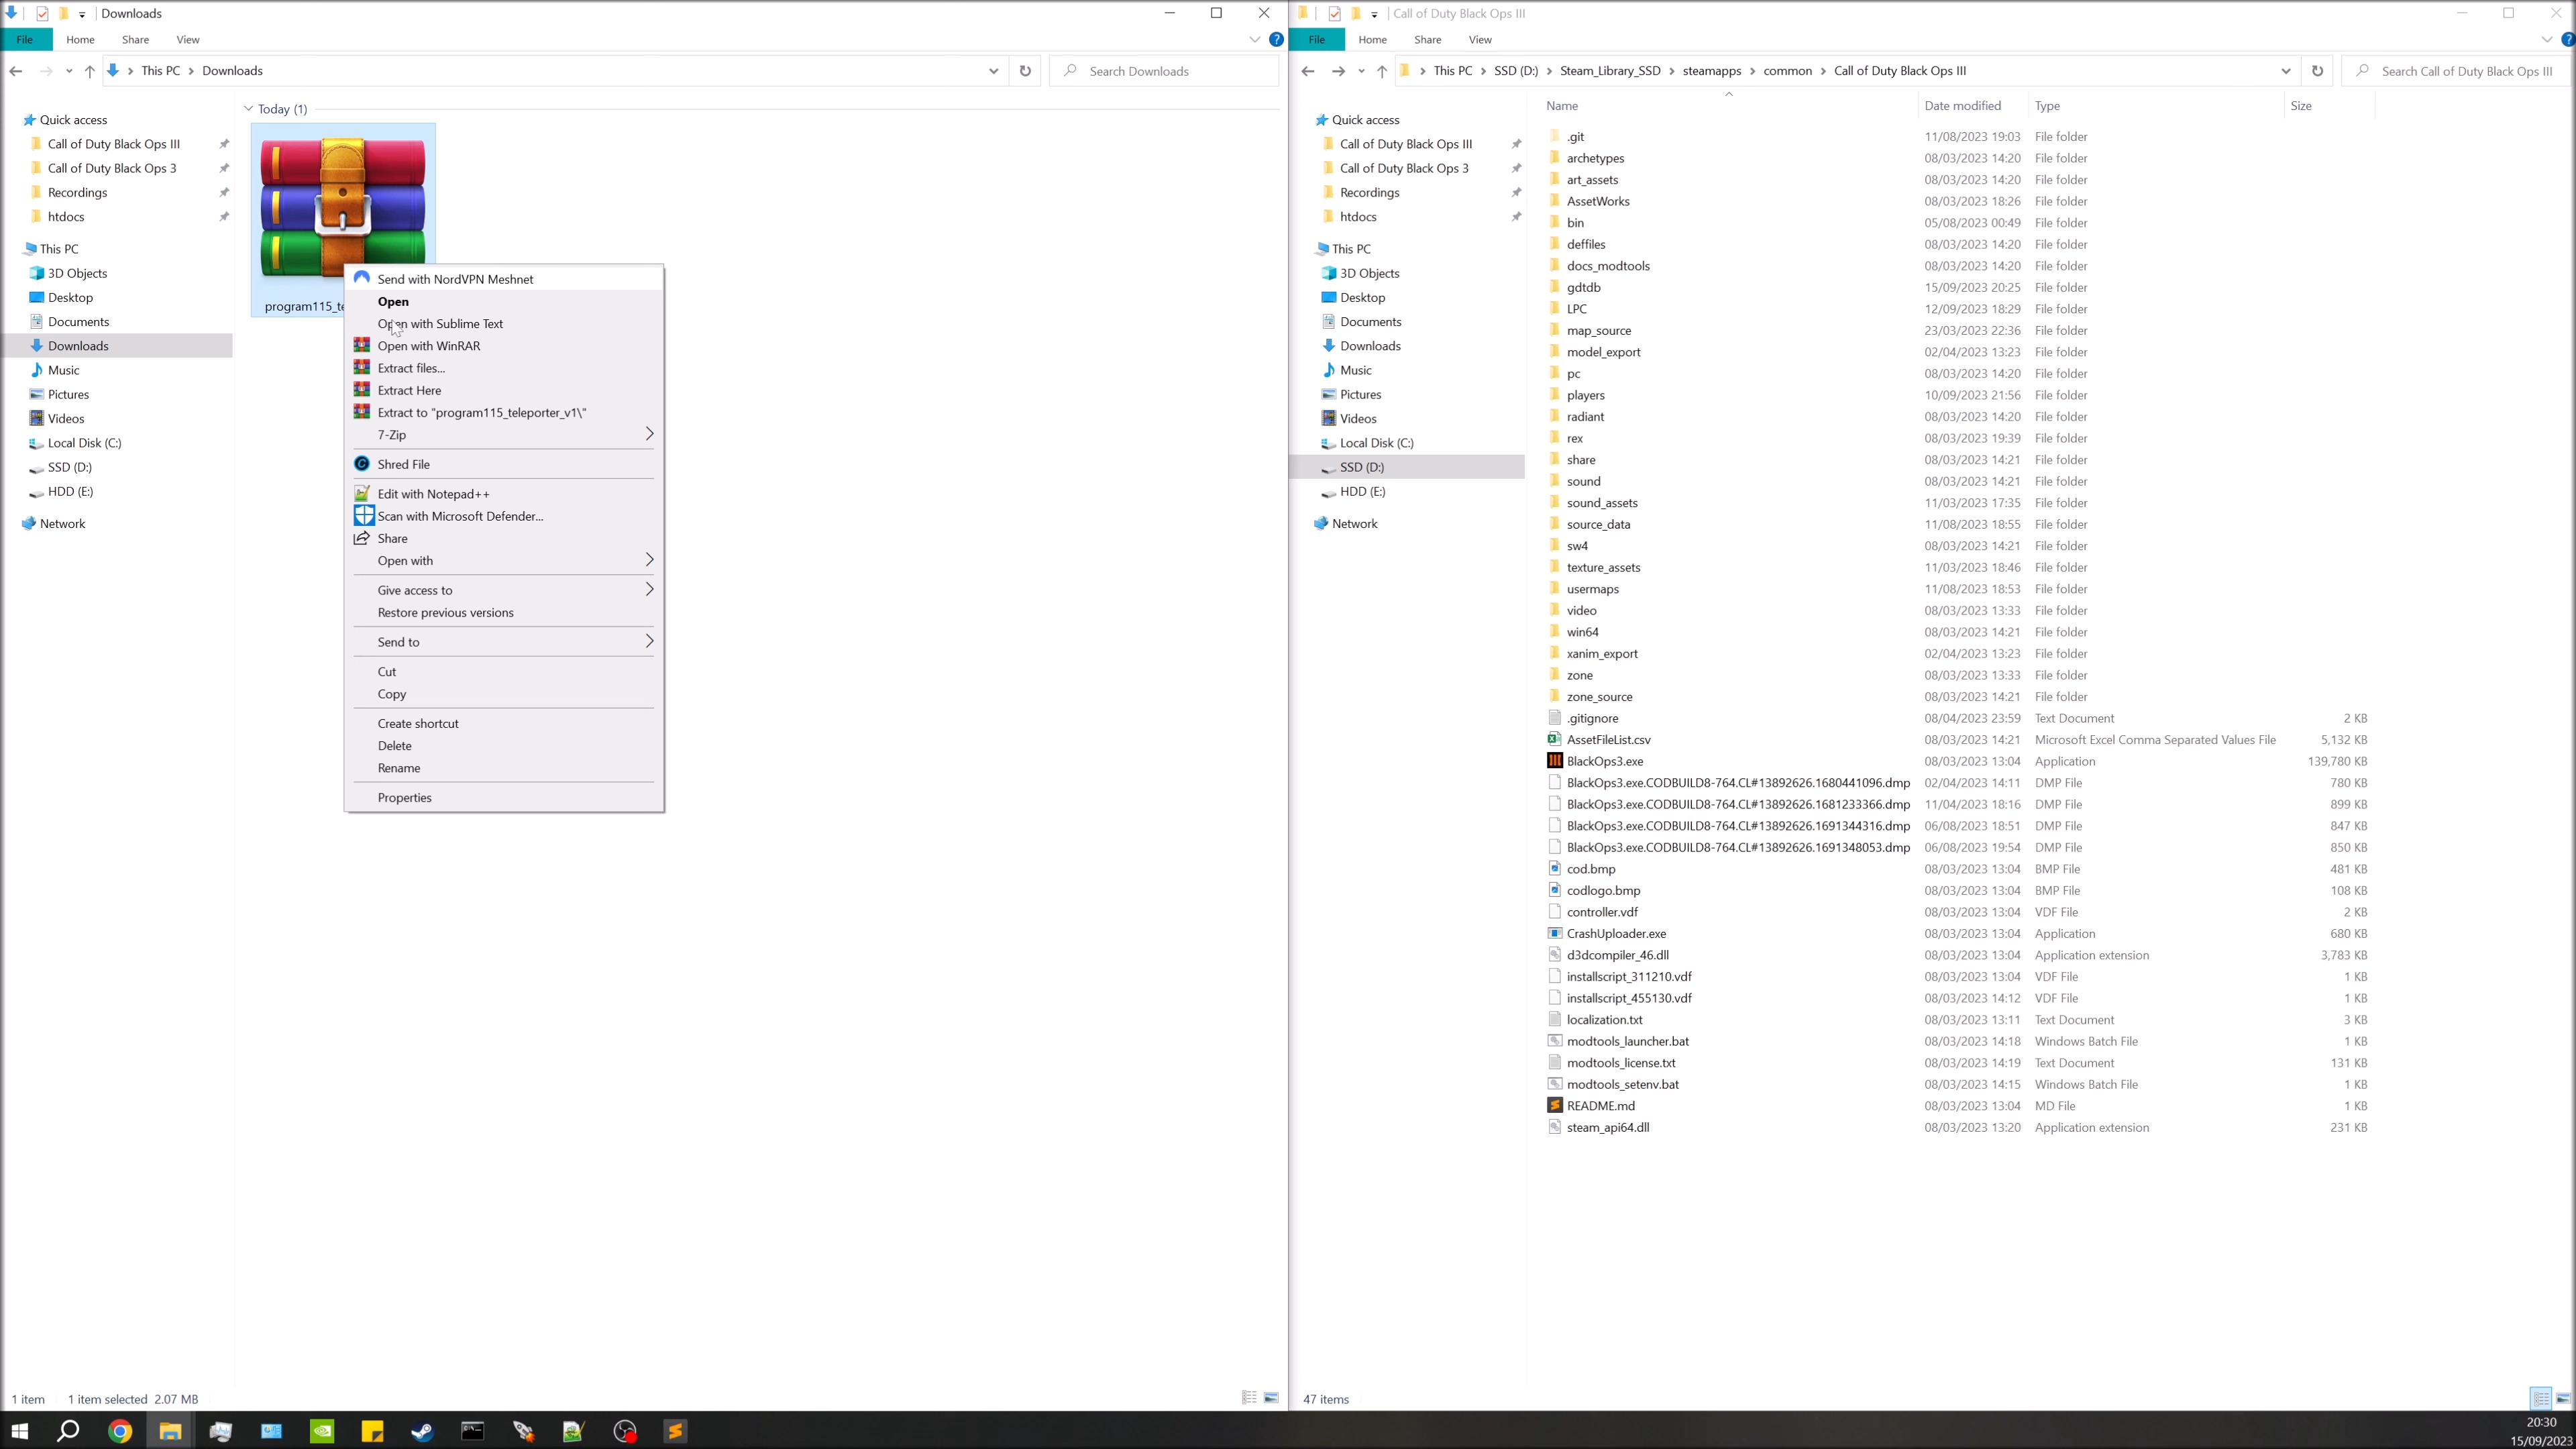 Downloads
File Home Share View
This PC Downloads
Search Downloads
Quick access
Call of Duty Black Ops III
Call of Duty Black Ops 3
Recordings
htdocs
This PC
3D Objects
Desktop
Documents
Downloads
Music
Pictures
Videos
Local Disk (C:)
SSD (D:)
HDD (E:)
Network
Today (1)
Send with NordVPN Meshnet
Open
Open with Sublime Text
Open with WinRAR
Extract files...
Extract Here
Extract to "program115_teleporter_v1\"
7-Zip
Shred File
Edit with Notepad++
Scan with Microsoft Defender...
Share
Open with
Give access to
Restore previous versions
Send to
Cut
Copy
Create shortcut
Delete
Rename
Properties
1 item 1 item selected 2.07 MB
Call of Duty Black Ops III
File Home Share View
This PC SSD (D:) Steam_Library_SSD steamapps common Call of Duty Black Ops III
Search Call of Duty Black Ops III
Quick access
Call of Duty Black Ops III
Call of Duty Black Ops 3
Recordings
htdocs
This PC
3D Objects
Desktop
Documents
Downloads
Music
Pictures
Videos
Local Disk (C:)
SSD (D:)
HDD (E:)
Network
Name Date modified Type Size
.git 11/08/2023 19:03 File folder
archetypes 08/03/2023 14:20 File folder
art_assets 08/03/2023 14:20 File folder
AssetWorks 08/03/2023 18:26 File folder
bin 05/08/2023 00:49 File folder
deffiles 08/03/2023 14:20 File folder
docs_modtools 08/03/2023 14:20 File folder
gdtdb 15/09/2023 20:25 File folder
LPC 12/09/2023 18:29 File folder
map_source 23/03/2023 22:36 File folder
model_export 02/04/2023 13:23 File folder
pc 08/03/2023 14:20 File folder
players 10/09/2023 21:56 File folder
radiant 08/03/2023 14:20 File folder
rex 08/03/2023 19:39 File folder
share 08/03/2023 14:21 File folder
sound 08/03/2023 14:21 File folder
sound_assets 11/03/2023 17:35 File folder
source_data 11/08/2023 18:55 File folder
sw4 08/03/2023 14:21 File folder
texture_assets 11/03/2023 18:46 File folder
usermaps 11/08/2023 18:53 File folder
video 08/03/2023 13:33 File folder
win64 08/03/2023 14:21 File folder
xanim_export 02/04/2023 13:23 File folder
zone 08/03/2023 13:33 File folder
zone_source 08/03/2023 14:21 File folder
.gitignore 08/04/2023 23:59 Text Document 2 KB
AssetFileList.csv 08/03/2023 14:21 Microsoft Excel Comma Separated Values File 5,132 KB
BlackOps3.exe 08/03/2023 13:04 Application 139,780 KB
BlackOps3.exe.CODBUILD8-764.CL#13892626.1680441096.dmp 02/04/2023 14:11 DMP File 780 KB
BlackOps3.exe.CODBUILD8-764.CL#13892626.1681233366.dmp 11/04/2023 18:16 DMP File 899 KB
BlackOps3.exe.CODBUILD8-764.CL#13892626.1691344316.dmp 06/08/2023 18:51 DMP File 847 KB
BlackOps3.exe.CODBUILD8-764.CL#13892626.1691348053.dmp 06/08/2023 19:54 DMP File 850 KB
cod.bmp 08/03/2023 13:04 BMP File 481 KB
codlogo.bmp 08/03/2023 13:04 BMP File 108 KB
controller.vdf 08/03/2023 13:04 VDF File 2 KB
CrashUploader.exe 08/03/2023 13:04 Application 680 KB
d3dcompiler_46.dll 08/03/2023 13:04 Application extension 3,783 KB
installscript_311210.vdf 08/03/2023 13:04 VDF File 1 KB
installscript_455130.vdf 08/03/2023 14:12 VDF File 1 KB
localization.txt 08/03/2023 13:11 Text Document 3 KB
modtools_launcher.bat 08/03/2023 14:18 Windows Batch File 1 KB
modtools_license.txt 08/03/2023 14:19 Text Document 131 KB
modtools_setenv.bat 08/03/2023 14:15 Windows Batch File 1 KB
README.md 08/03/2023 13:04 MD File 1 KB
steam_api64.dll 08/03/2023 13:20 Application extension 231 KB
47 items
20:30
15/09/2023